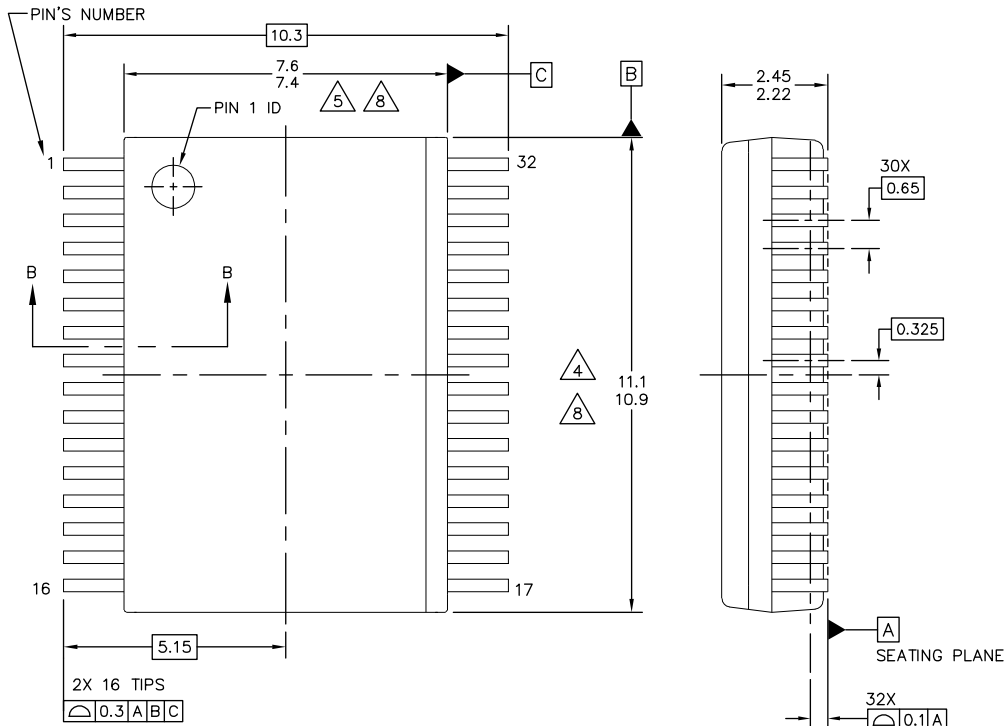 PIN'S NUMBER
10.3
7.6
7.4
5
8
C
B
2.45
2.22
PIN 1 ID
1
32
30X
0.65
B
B
0.325
4
11.1
10.9
8
16
17
5.15
A
SEATING PLANE
2X 16 TIPS
⌓ 0.3 A B C
32X
⌓ 0.1 A